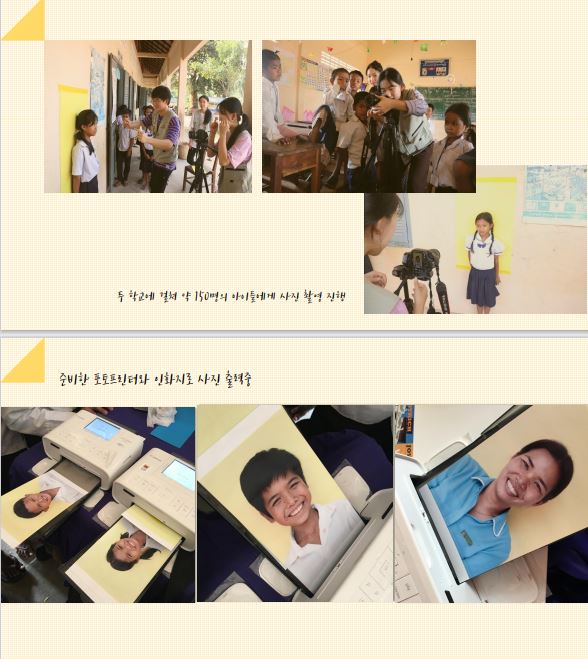 두 학교에 걸쳐 약 150명의 아이들에게 사진 촬영 진행
준비한 포토프린터와 인화지로 사진 출력중